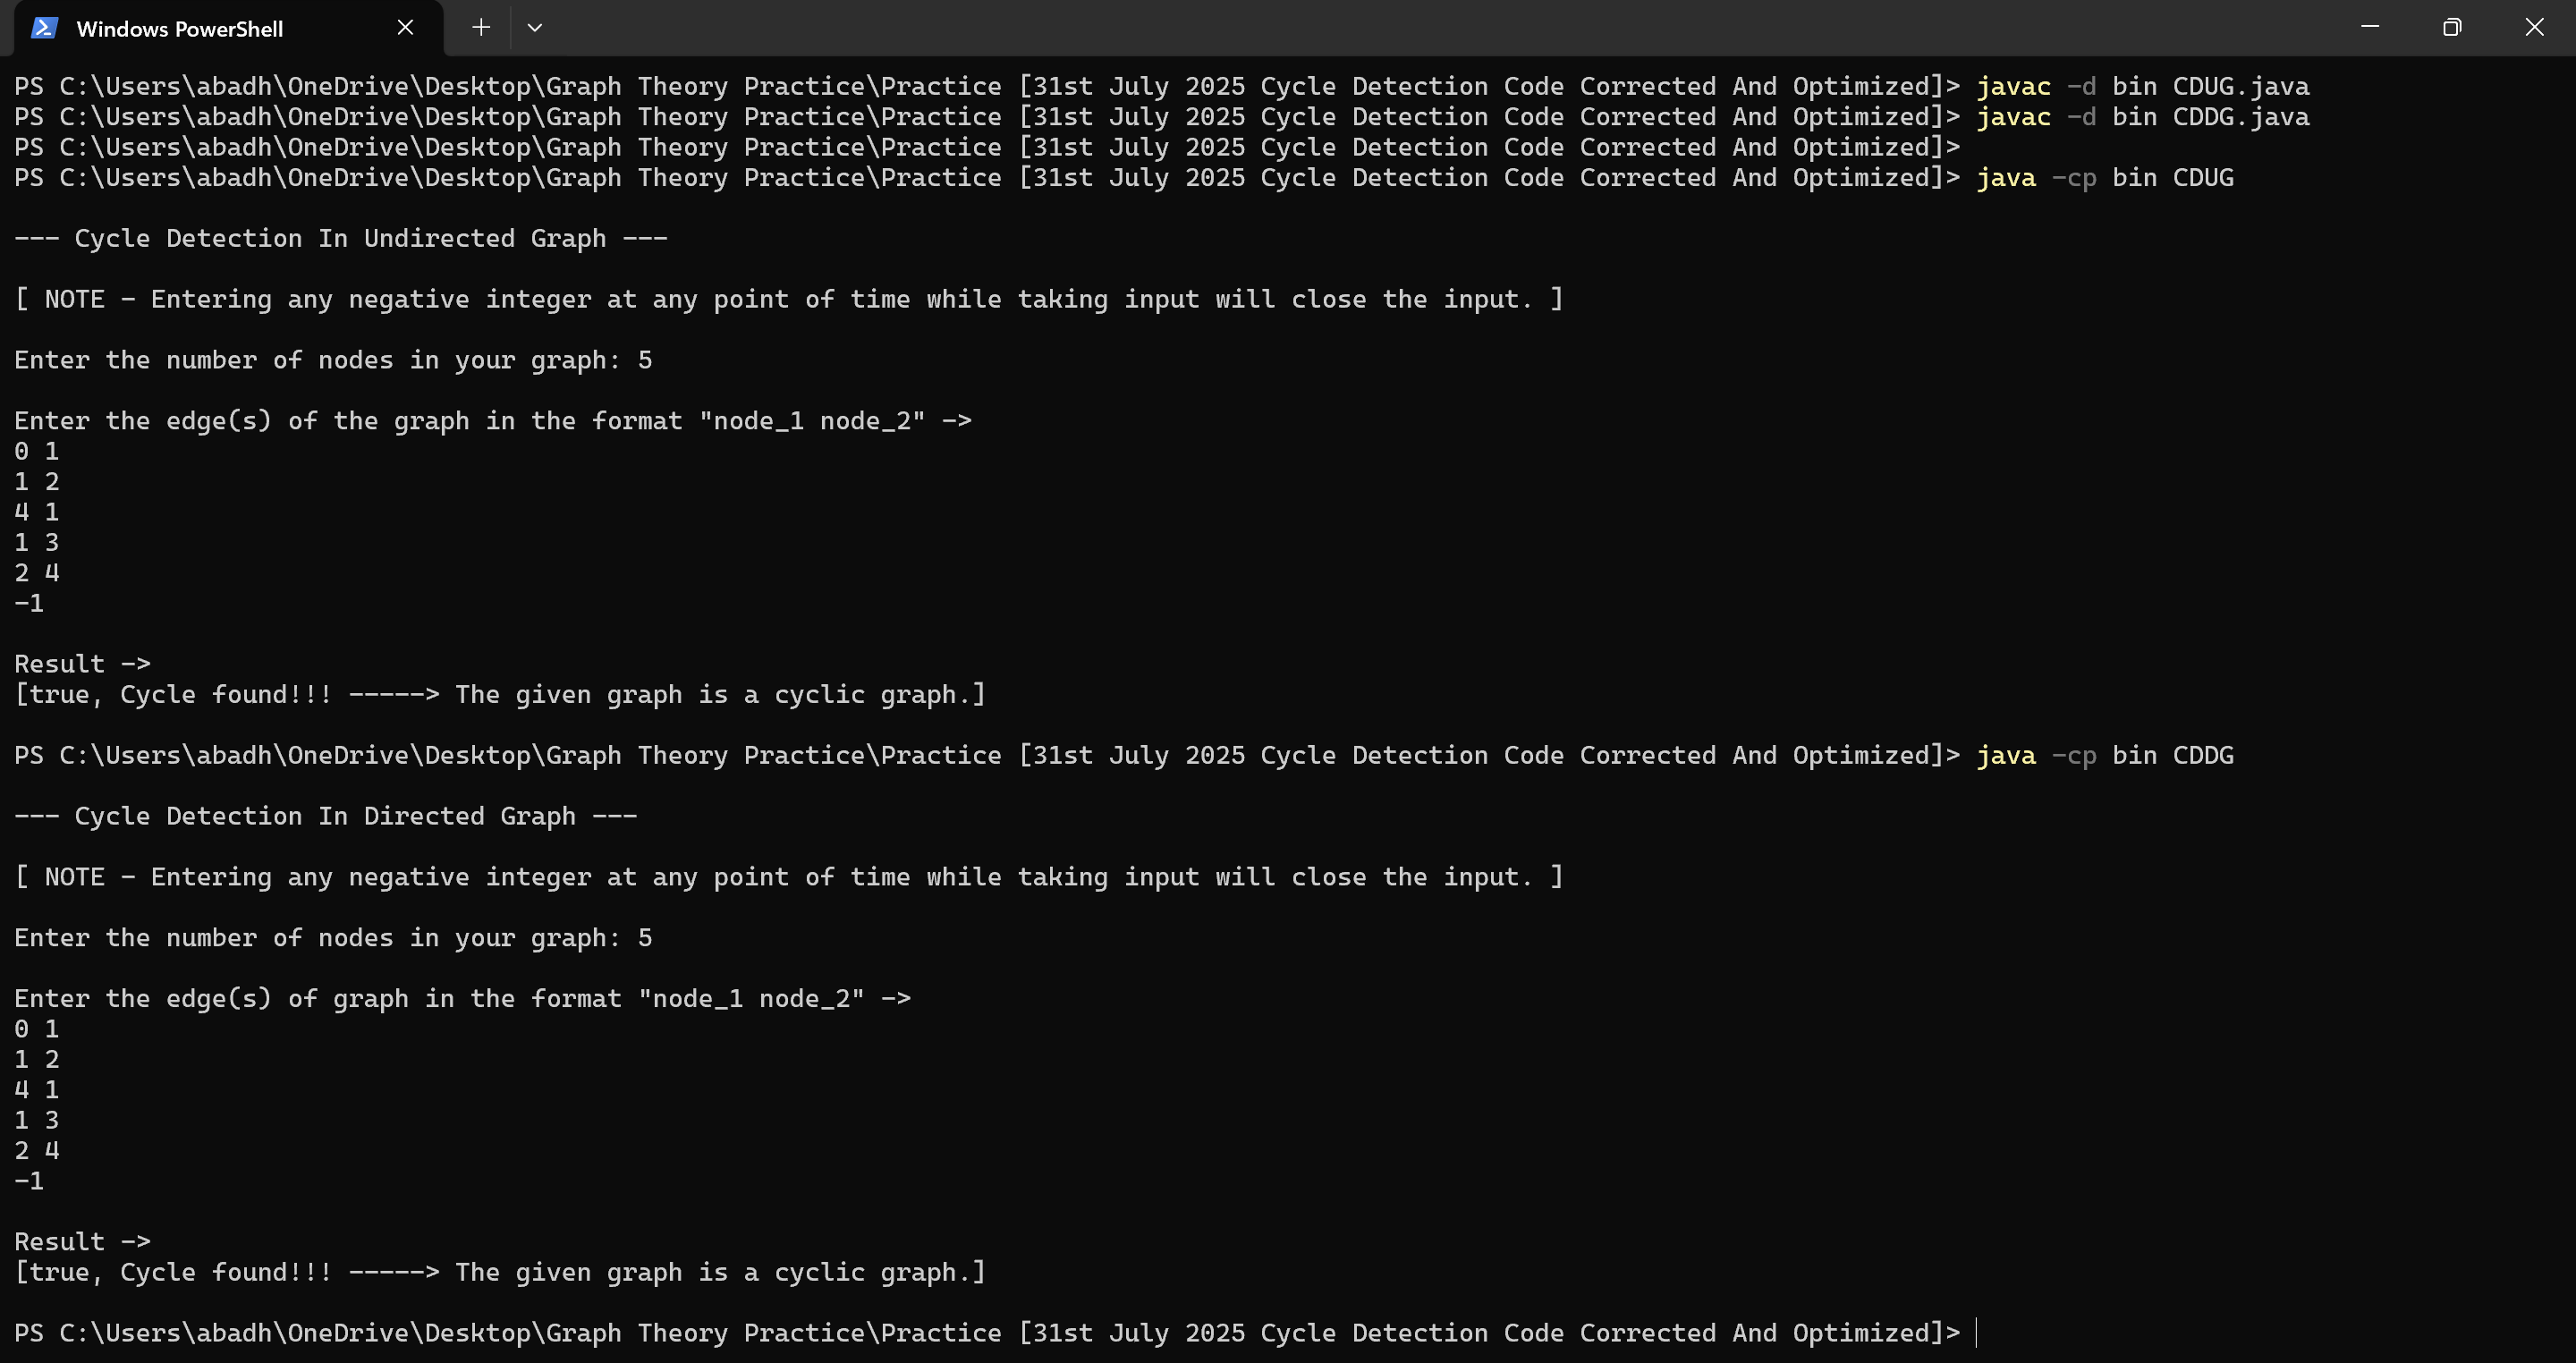 Windows PowerShell
PS C:\Users\abadh\OneDrive\Desktop\Graph Theory Practice\Practice [31st July 2025 Cycle Detection Code Corrected And Optimized]> javac -d bin CDUG.java
PS C:\Users\abadh\OneDrive\Desktop\Graph Theory Practice\Practice [31st July 2025 Cycle Detection Code Corrected And Optimized]> javac -d bin CDDG.java
PS C:\Users\abadh\OneDrive\Desktop\Graph Theory Practice\Practice [31st July 2025 Cycle Detection Code Corrected And Optimized]>
PS C:\Users\abadh\OneDrive\Desktop\Graph Theory Practice\Practice [31st July 2025 Cycle Detection Code Corrected And Optimized]> java -cp bin CDUG
--- Cycle Detection In Undirected Graph ---
[ NOTE - Entering any negative integer at any point of time while taking input will close the input. ]
Enter the number of nodes in your graph: 5
Enter the edge(s) of the graph in the format "node_1 node_2" ->
0 1
1 2
4 1
1 3
2 4
-1
Result ->
[true, Cycle found!!! -----> The given graph is a cyclic graph.]
PS C:\Users\abadh\OneDrive\Desktop\Graph Theory Practice\Practice [31st July 2025 Cycle Detection Code Corrected And Optimized]> java -cp bin CDDG
--- Cycle Detection In Directed Graph ---
[ NOTE - Entering any negative integer at any point of time while taking input will close the input. ]
Enter the number of nodes in your graph: 5
Enter the edge(s) of graph in the format "node_1 node_2" ->
0 1
1 2
4 1
1 3
2 4
-1
Result ->
[true, Cycle found!!! -----> The given graph is a cyclic graph.]
PS C:\Users\abadh\OneDrive\Desktop\Graph Theory Practice\Practice [31st July 2025 Cycle Detection Code Corrected And Optimized]>